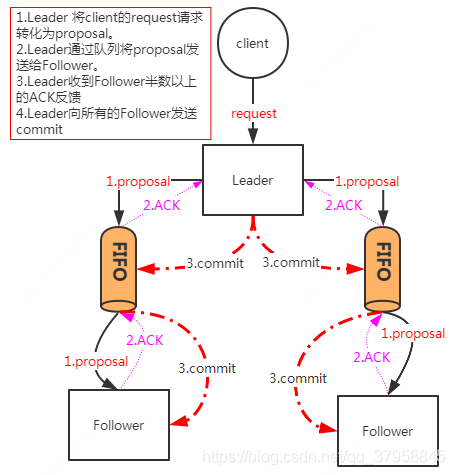 1.Leader 将client的request请求
转化为proposal。
2.Leader通过队列将proposal发
送给Follower。
3.Leader收到Follower半数以上
的ACK反馈
4.Leader向所有的Follower发送
commit
client
request
Leader
1.proposal
1.proposal
2.ACK
2.ACK
FIFO
FIFO
3.commit
3.commit
1.proposal
2.ACK
3.commit
1.proposal
2.ACK
3.commit
Follower
Follower
https://blog.csdn.net/qq_37958845